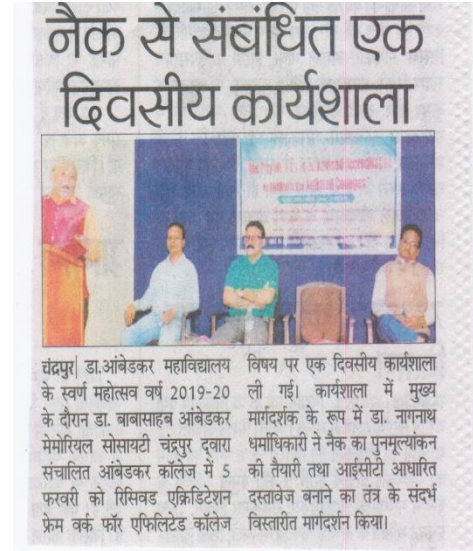 नैक से संबंधित एक
दिवसीय कार्यशाला
चंद्रपुर| डा.आंबेडकर महाविद्यालय
के स्वर्ण महोत्सव वर्ष 2019-20
के दौरान डा. बाबासाहब आंबेडकर
मेमोरियल सोसायटी चंद्रपुर द्वारा
संचालित आंबेडकर कॉलेज में 5
फरवरी को रिसिवड एक्रिडिटेशन
फ्रेम वर्क फॉर एफिलिटेड कॉलेज
विषय पर एक दिवसीय कार्यशाला
ली गई। कार्यशाला में मुख्य
मार्गदर्शक के रूप में डा. नागनाथ
धर्माधिकारी ने नैक का पुनमूल्यांकन
की तैयारी तथा आईसीटी आधारित
दस्तावेज बनाने का तंत्र के संदर्भ
विस्तारीत मार्गदर्शन किया।